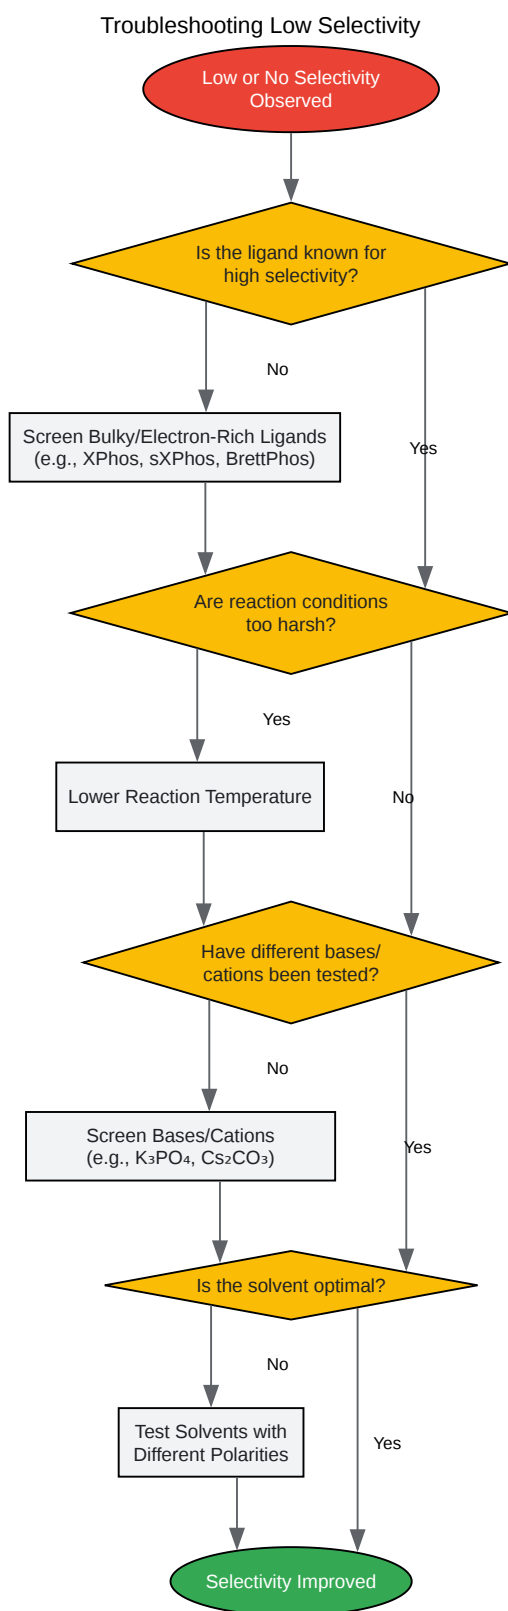 Troubleshooting Low Selectivity
Low or No Selectivity
Observed
Is the ligand known for
high selectivity?
No
Screen Bulky/Electron-Rich Ligands
(e.g., XPhos, sXPhos, BrettPhos)
Yes
Are reaction conditions
too harsh?
Yes
Lower Reaction Temperature
No
Have different bases/
cations been tested?
No
Screen Bases/Cations
(e.g., K₃PO₄, Cs₂CO₃)
Yes
Is the solvent optimal?
No
Test Solvents with
Different Polarities
Yes
Selectivity Improved